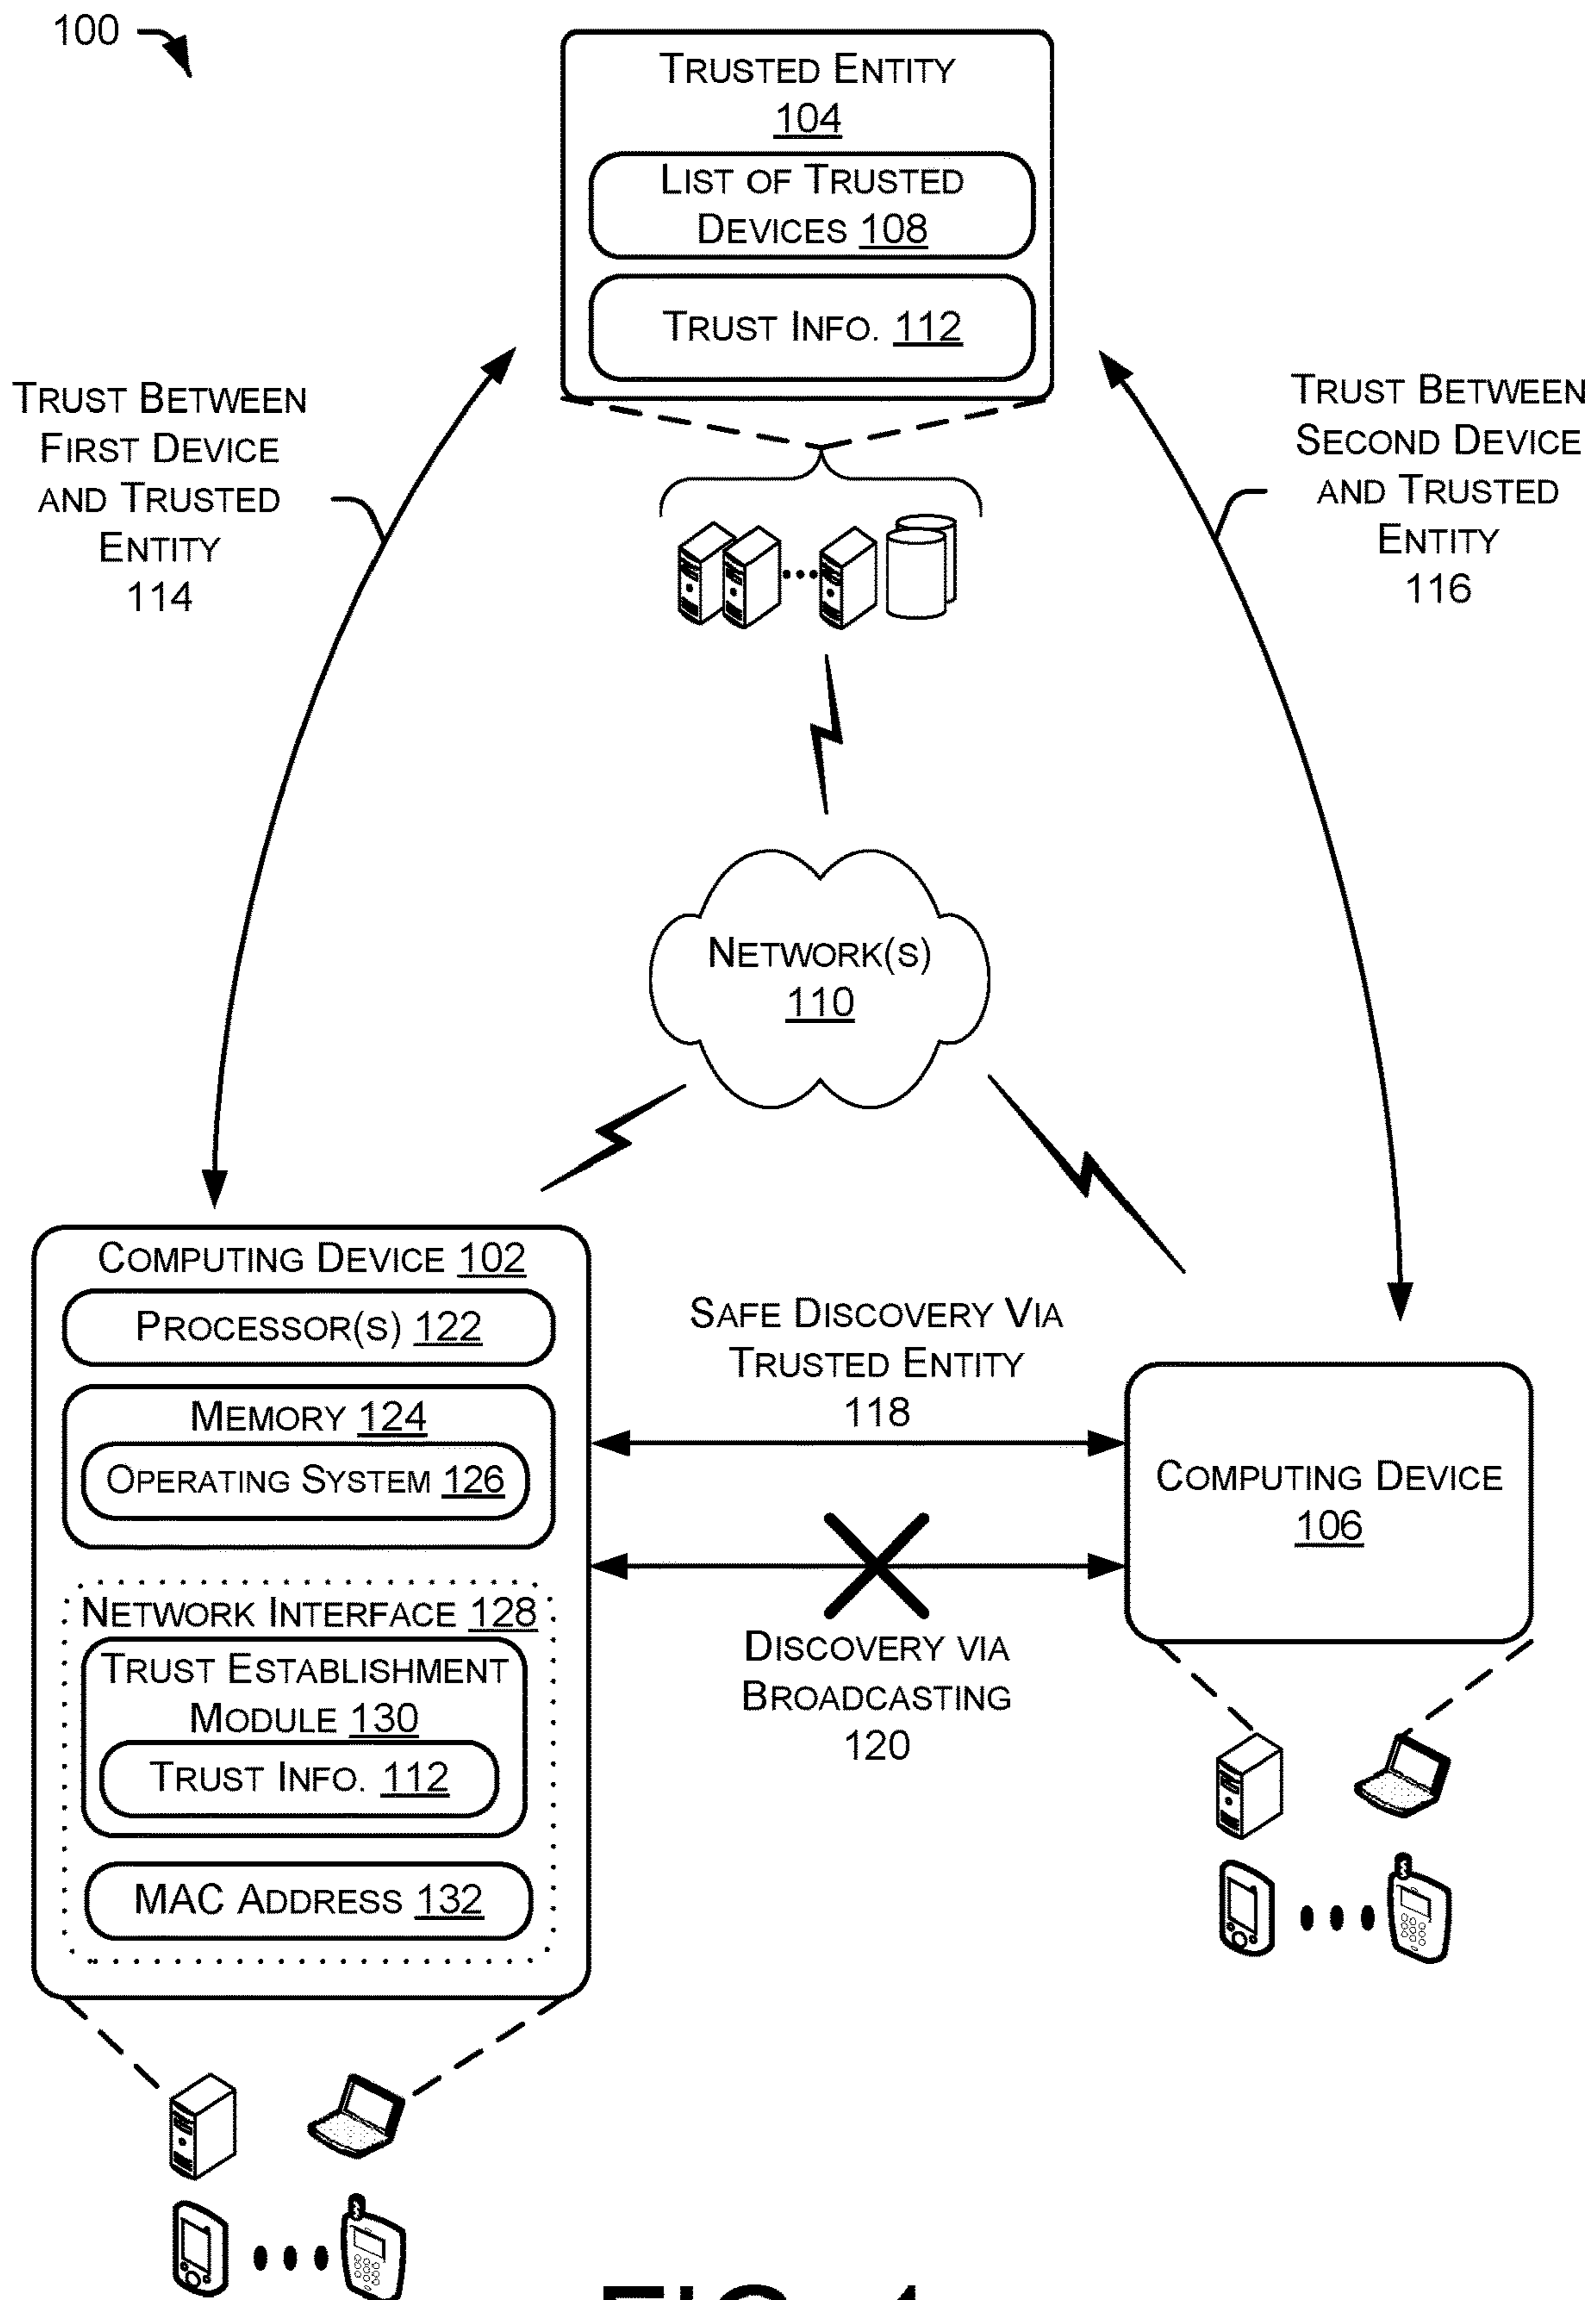 100
TRUSTED ENTITY
104
LIST OF TRUSTED
DEVICES 108
TRUST INFO. 112
TRUST BETWEEN
FIRST DEVICE
AND TRUSTED
ENTITY
114
TRUST BETWEEN
SECOND DEVICE
AND TRUSTED
ENTITY
116
NETWORK(S)
110
COMPUTING DEVICE 102
PROCESSOR(S) 122
MEMORY 124
OPERATING SYSTEM 126
NETWORK INTERFACE 128
TRUST ESTABLISHMENT
MODULE 130
TRUST INFO. 112
MAC ADDRESS 132
SAFE DISCOVERY VIA
TRUSTED ENTITY
118
DISCOVERY VIA
BROADCASTING
120
COMPUTING DEVICE
106